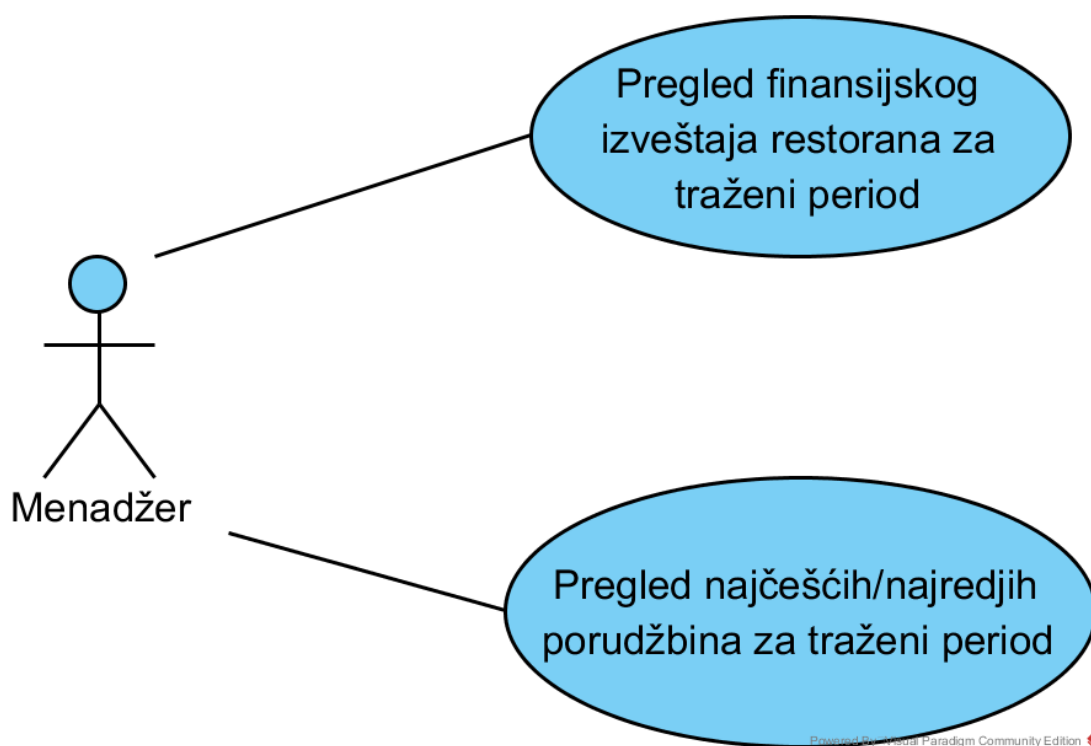 Pregled finansijskog
izveštaja restorana za
traženi period
Menadžer
Pregled najčešćih/najredjih
porudžbina za traženi period
Powered By Visual Paradigm Community Edition